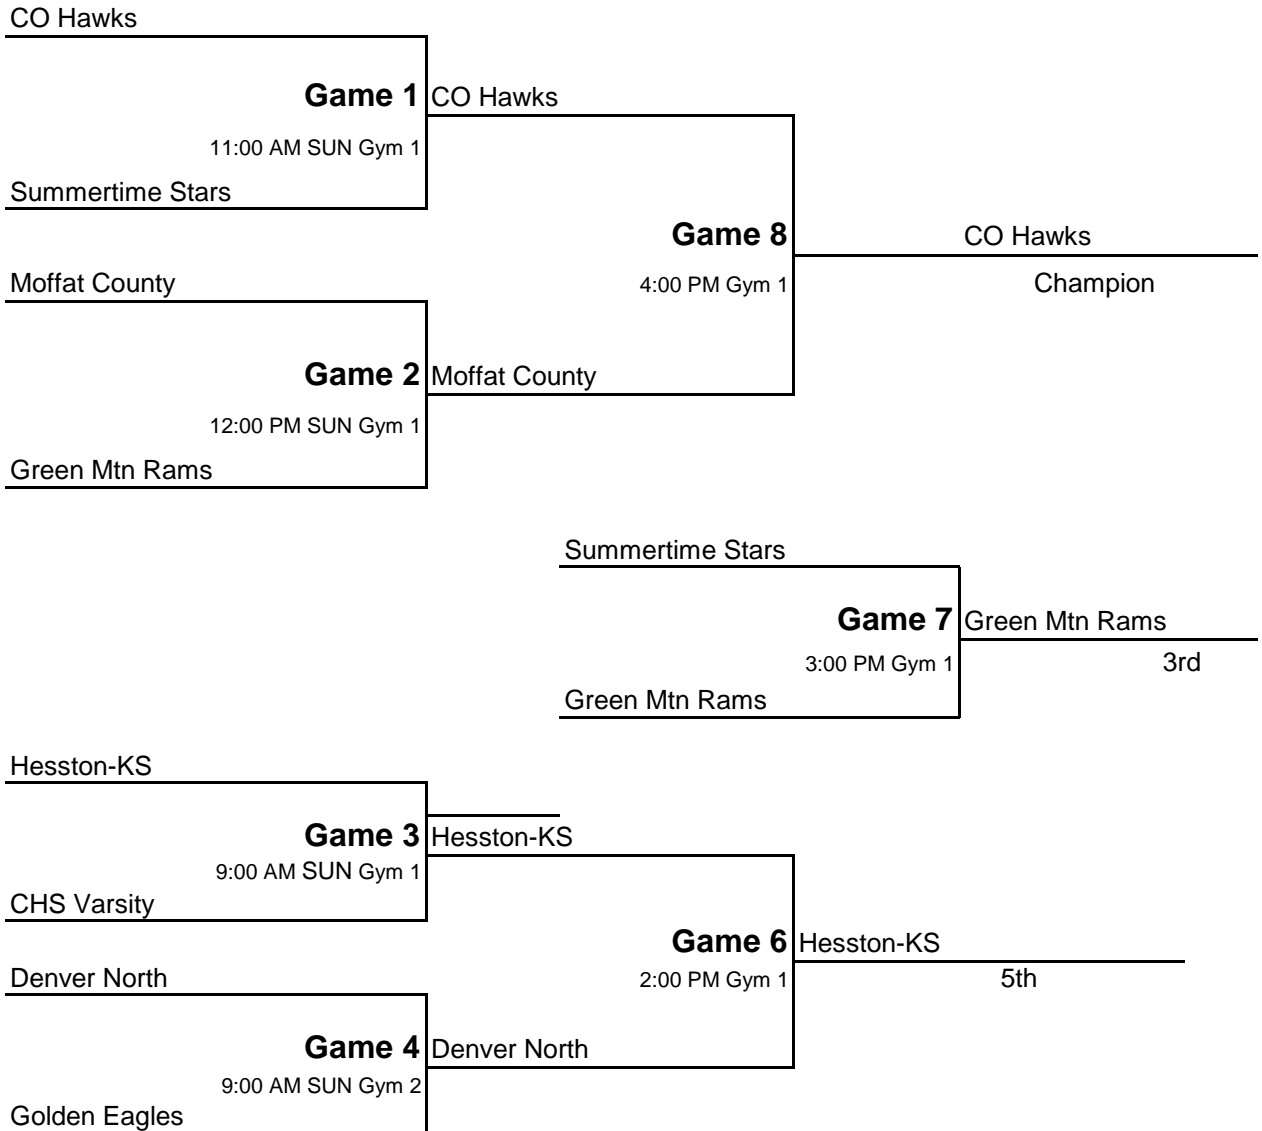 CO Hawks
Game 1 CO Hawks
11:00 AM SUN Gym 1
Summertime Stars
Game 8 CO Hawks
Moffat County
4:00 PM Gym 1 Champion
Game 2 Moffat County
12:00 PM SUN Gym 1
Green Mtn Rams
Summertime Stars
Game 7 Green Mtn Rams
3:00 PM Gym 1 3rd
Green Mtn Rams
Hesston-KS
Game 3 Hesston-KS
9:00 AM SUN Gym 1
CHS Varsity
Game 6 Hesston-KS
Denver North
2:00 PM Gym 1 5th
Game 4 Denver North
9:00 AM SUN Gym 2
Golden Eagles